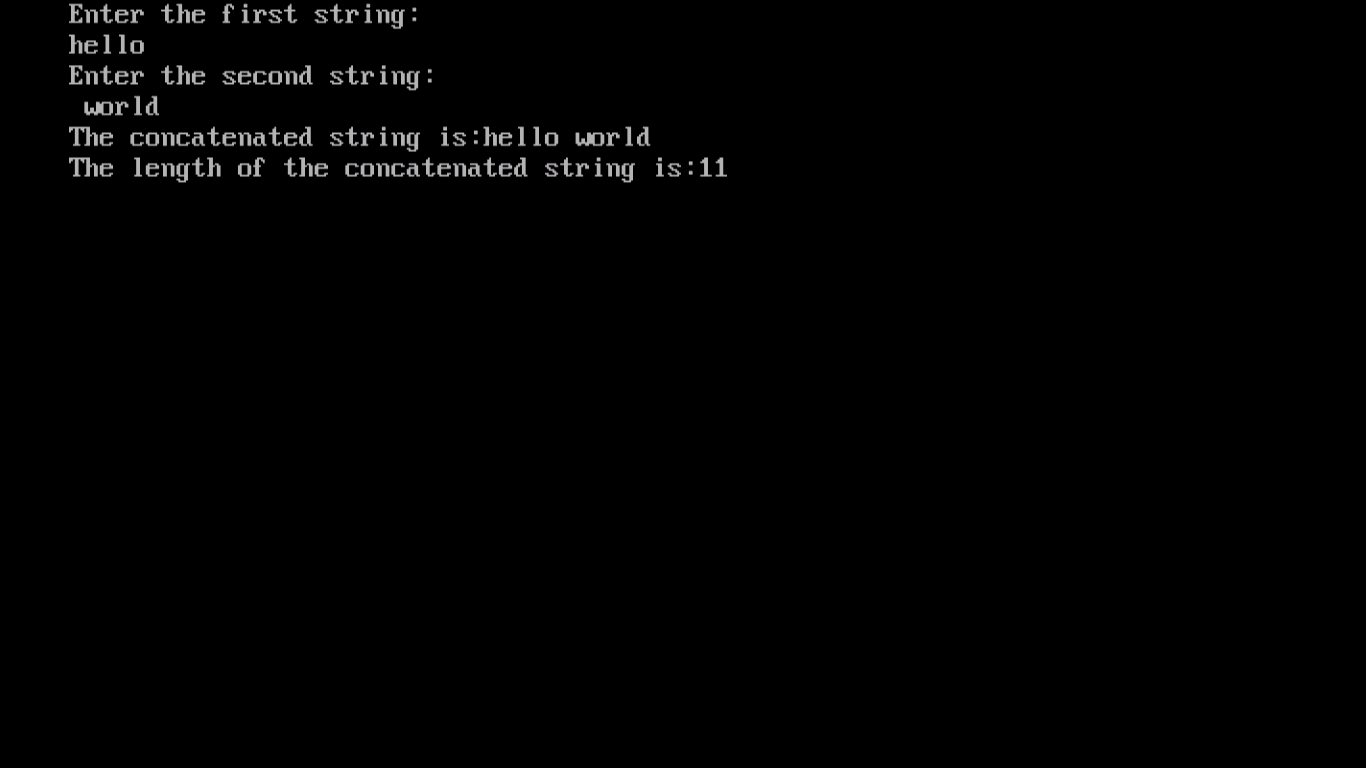 Enter the first string:
hello
Enter the second string:
 world
The concatenated string is:hello world
The length of the concatenated string is:11